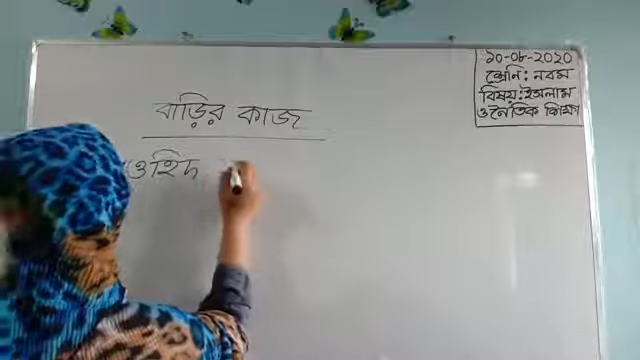 ১০-০৮-২০২০
শ্রেণি: নবম
বিষয়: ইসলাম
ও নৈতিক শিক্ষা
বাড়ির কাজ
ওহিদ